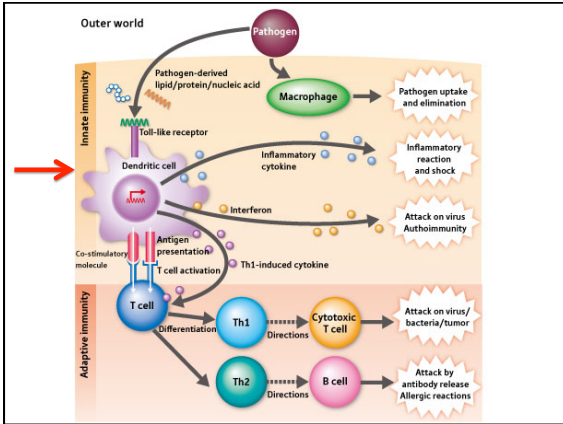 Outer world
Pathogen
Pathogen-derived
lipid/protein/nucleic acid
Macrophage
Pathogen uptake
and elimination
Innate immunity
Toll-like receptor
Dendritic cell
Inflammatory
cytokine
Inflammatory
reaction
and shock
Interferon
Attack on virus
Authoimmunity
Co-stimulatory
molecule
Antigen
presentation
T cell activation
Th1-induced cytokine
Adaptive immunity
T cell
Differentiation
Th1
Directions
Cytotoxic
T cell
Attack on virus/
bacteria/tumor
Th2
Directions
B cell
Attack by
antibody release
Allergic reactions